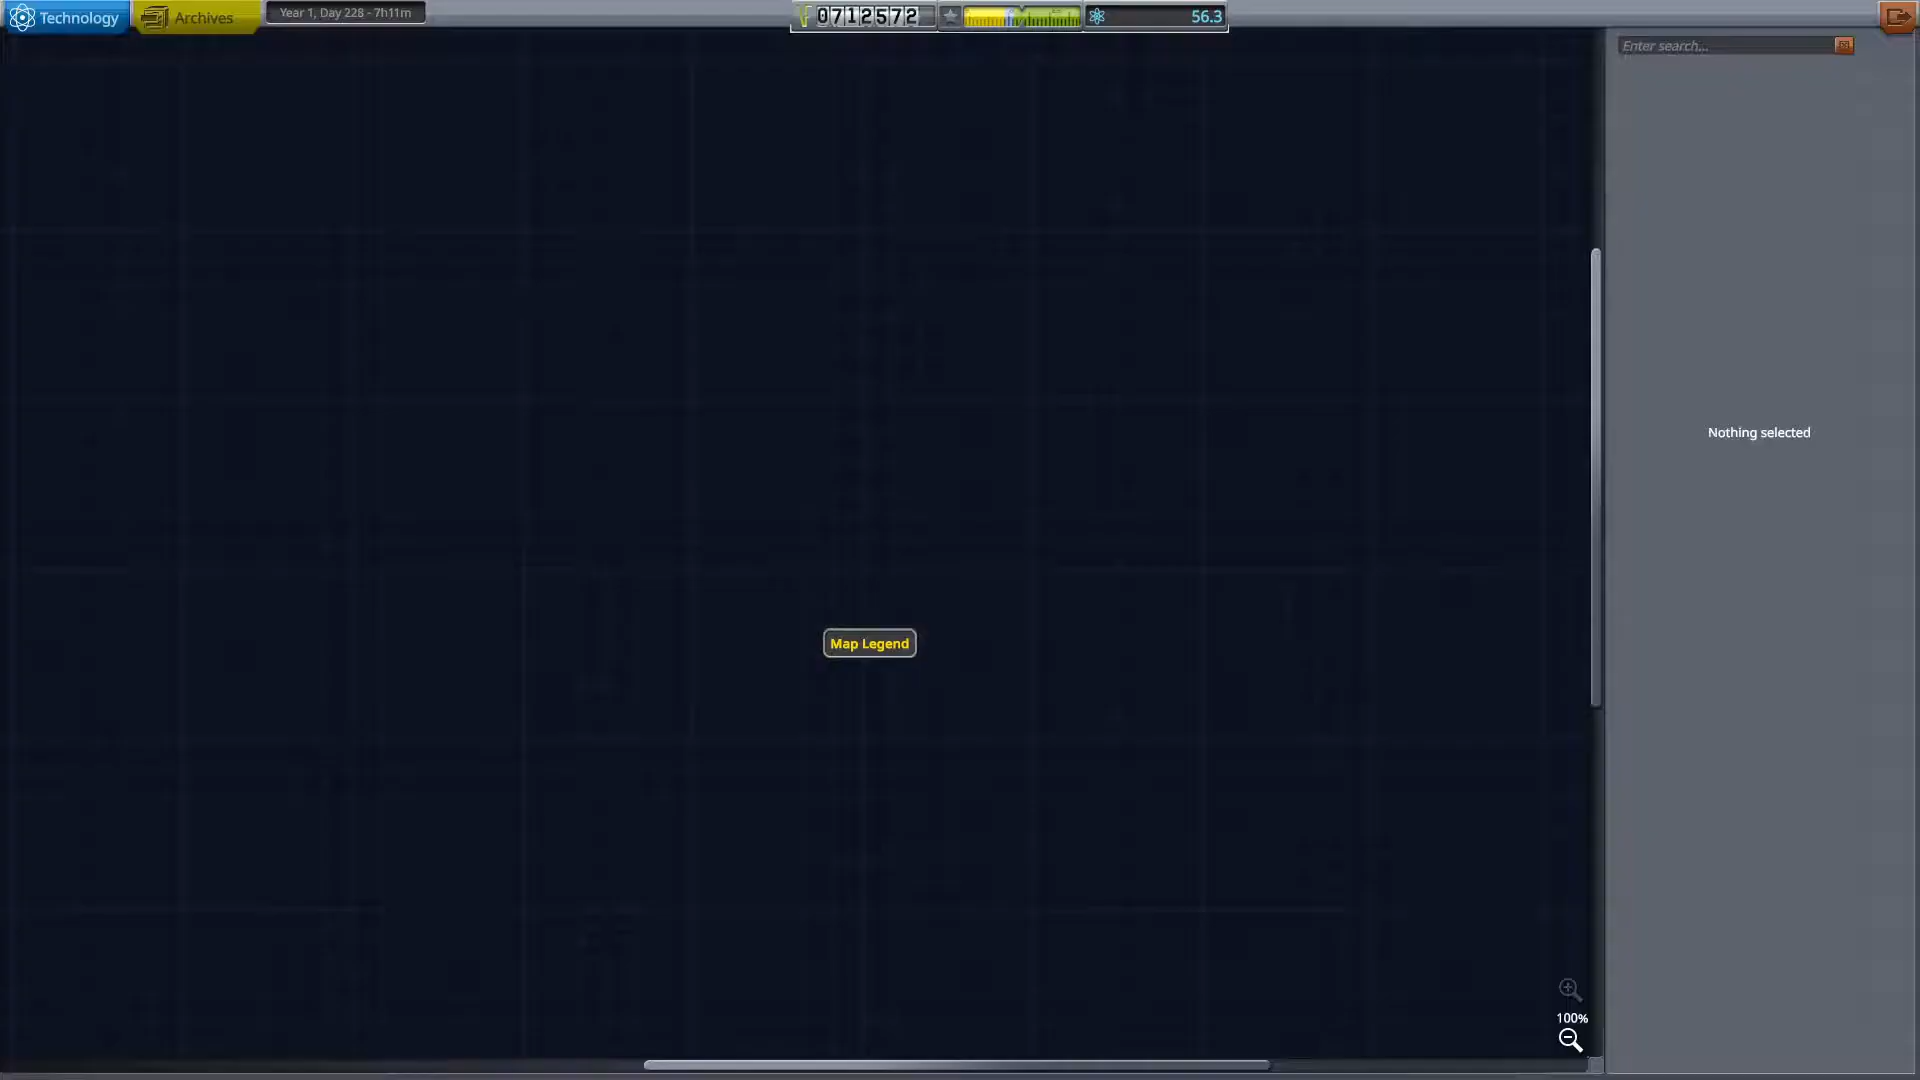 Technology
Archives
Year 1, Day 228 - 7h11m
0712572
56.3
Enter search...
Nothing selected
Map Legend
100%